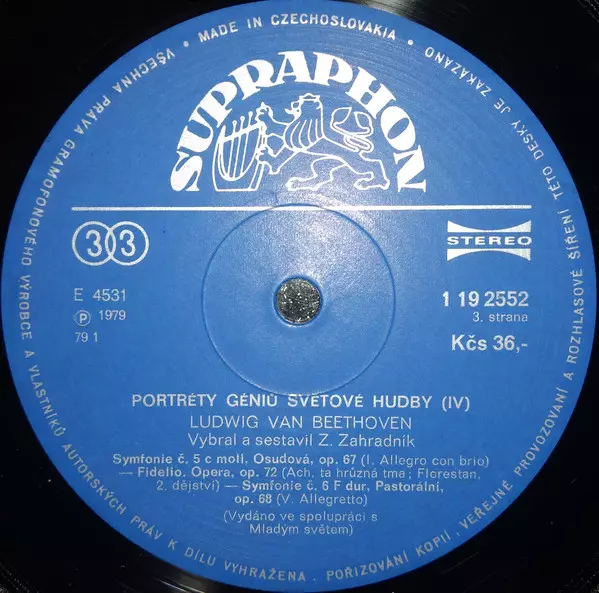 VŠECHNA PRÁVA GRAMOFONOVÉHO VÝROBCE A VLASTNÍKŮ AUTORSKÝCH PRÁV K DÍLU VYHRAŽENA. POŘIZOVÁNÍ KOPIÍ, VEŘEJNÉ PROVOZOVÁNÍ A ROZHLASOVÉ ŠÍŘENÍ TÉTO DESKY JE ZAKÁZÁNO
MADE IN CZECHOSLOVAKIA
SUPRAPHON
33
STEREO
E 4531
Ⓟ 1979
79 1
1 19 2552
3. strana
Kčs 36,-
PORTRÉTY GÉNIŮ SVĚTOVÉ HUDBY (IV)
LUDWIG VAN BEETHOVEN
Vybral a sestavil Z. Zahradník
Symfonie č. 5 c moll, Osudová, op. 67 (I. Allegro con brio)
— Fidelio. Opera, op. 72 (Ach, ta hrůzná tma; Florestan,
2. dějství) — Symfonie č. 6 F dur, Pastorální,
op. 68 (V. Allegretto)
(Vydáno ve spolupráci s
Mladým světem)